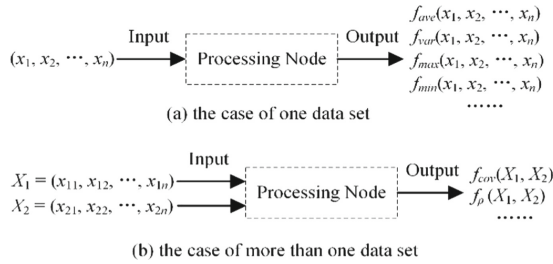 Input
Output
(x1, x2, ···, xn)
Processing Node
fave(x1, x2, ···, xn)
fvar(x1, x2, ···, xn)
fmax(x1, x2, ···, xn)
fmin(x1, x2, ···, xn)
······
(a) the case of one data set
Input
Output
X1 = (x11, x12, ···, x1n)
X2 = (x21, x22, ···, x2n)
Processing Node
fcov(X1, X2)
fρ (X1, X2)
······
(b) the case of more than one data set